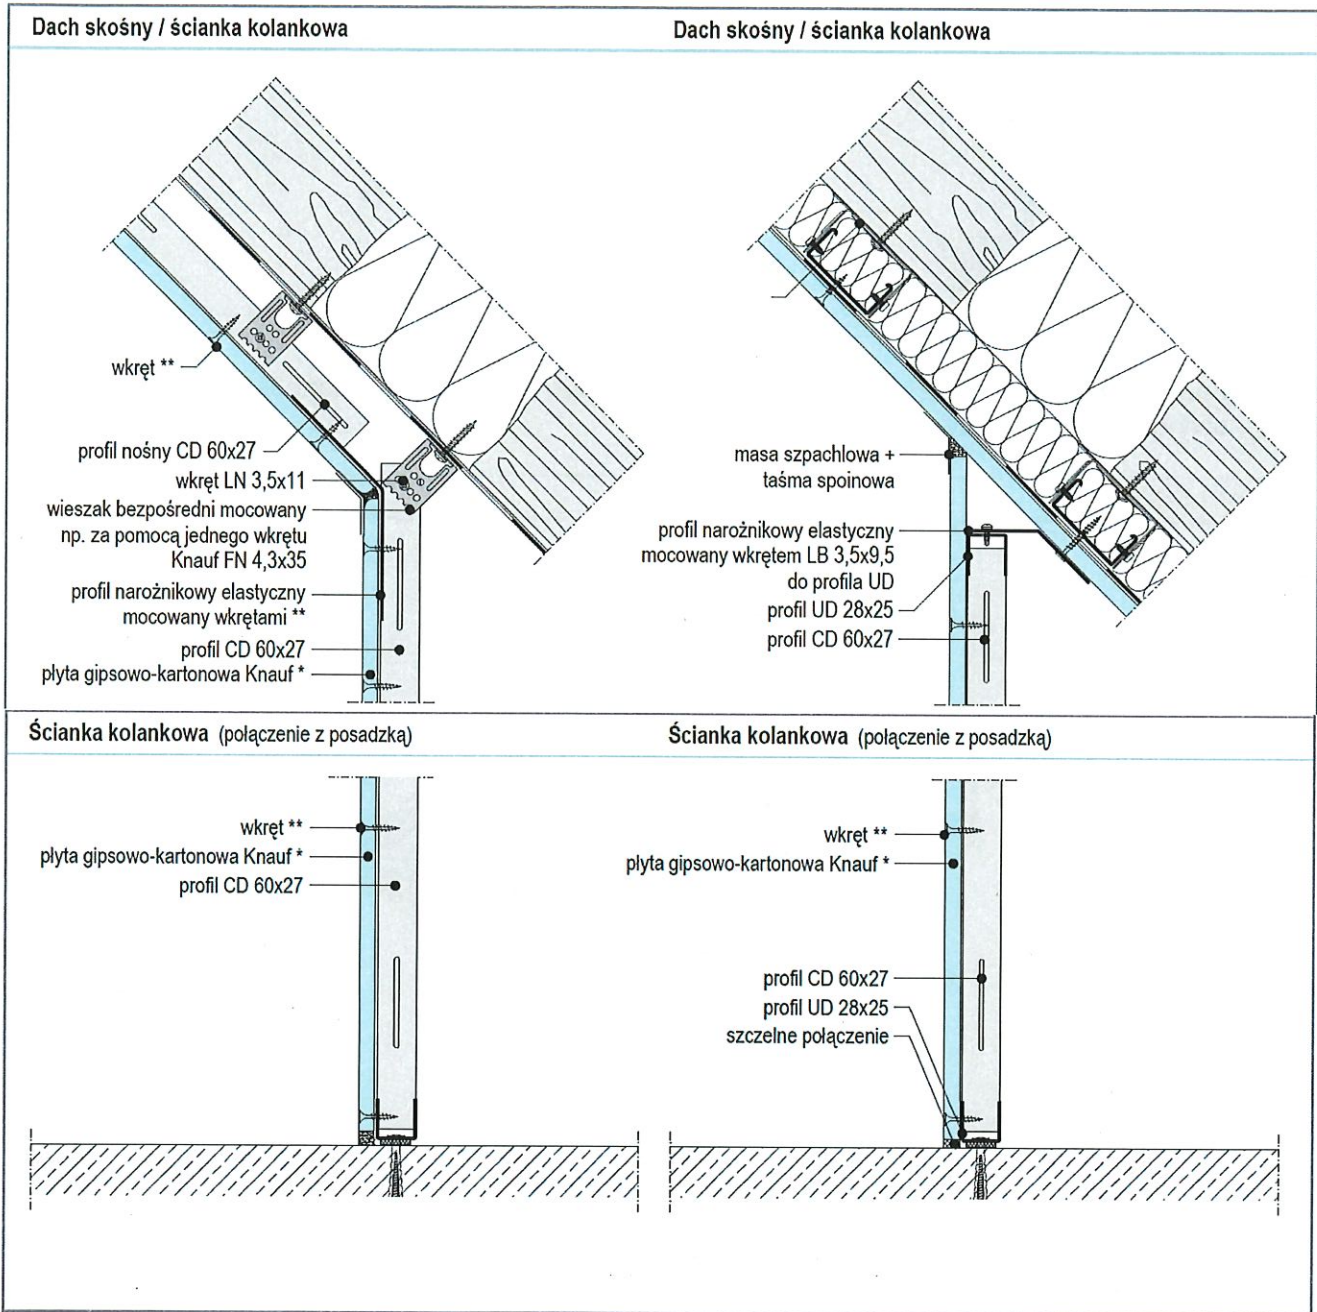 Dach skośny / ścianka kolankowa
wkręt **
profil nośny CD 60x27
wkręt LN 3,5x11
wieszak bezpośredni mocowany
np. za pomocą jednego wkrętu
Knauf FN 4,3x35
profil narożnikowy elastyczny
mocowany wkrętami **
profil CD 60x27
płyta gipsowo-kartonowa Knauf *
Dach skośny / ścianka kolankowa
masa szpachlowa +
taśma spoinowa
profil narożnikowy elastyczny
mocowany wkrętem LB 3,5x9,5
do profila UD
profil UD 28x25
profil CD 60x27
Ścianka kolankowa (połączenie z posadzką)
wkręt **
płyta gipsowo-kartonowa Knauf *
profil CD 60x27
Ścianka kolankowa (połączenie z posadzką)
wkręt **
płyta gipsowo-kartonowa Knauf *
profil CD 60x27
profil UD 28x25
szczelne połączenie